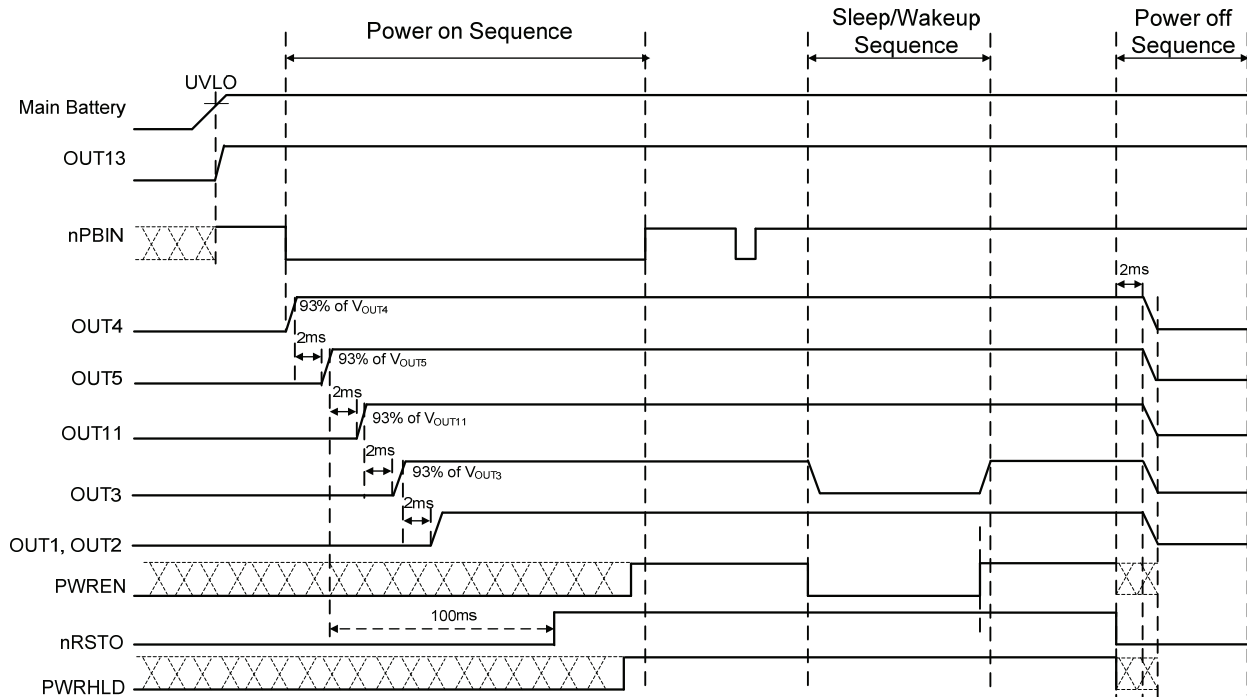 Power on Sequence
Sleep/Wakeup
Sequence
Power off
Sequence
UVLO
Main Battery
OUT13
nPBIN
2ms
93% of VOUT4
OUT4
2ms
93% of VOUT5
OUT5
2ms
93% of VOUT11
OUT11
2ms
93% of VOUT3
OUT3
2ms
OUT1, OUT2
PWREN
100ms
nRSTO
PWRHLD